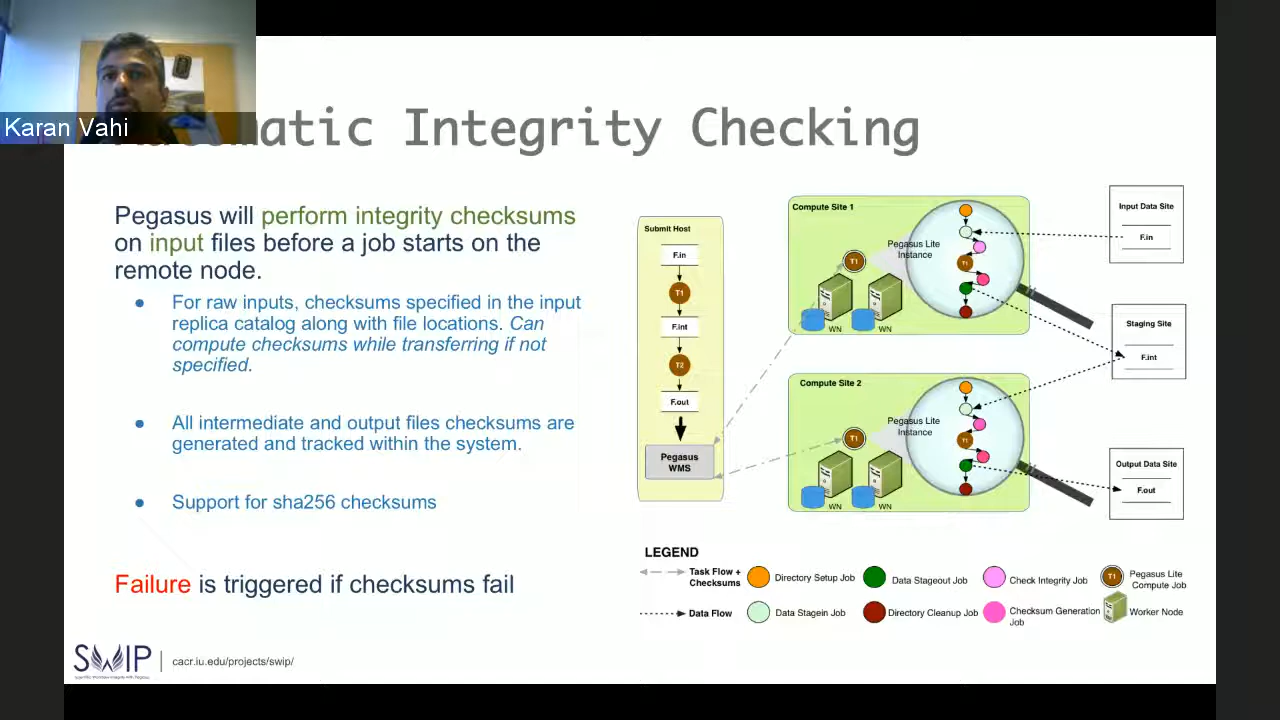 Karan Vahi
Integrity Checking
Pegasus will perform integrity checksums
on input files before a job starts on the
remote node.
● For raw inputs, checksums specified in the input
replica catalog along with file locations. Can
compute checksums while transferring if not
specified.
● All intermediate and output files checksums are
generated and tracked within the system.
● Support for sha256 checksums
Failure is triggered if checksums fail
SWIP
cacr.iu.edu/projects/swip/
Submit Host
F.in
T1
F.int
T2
F.out
Pegasus
WMS
Compute Site 1
Pegasus Lite
Instance
T1
T1
WN
WN
Compute Site 2
Pegasus Lite
Instance
T1
T1
WN
WN
Input Data Site
F.in
Staging Site
F.int
Output Data Site
F.out
LEGEND
Task Flow +
Checksums
Directory Setup Job
Data Stageout Job
Check Integrity Job
T1
Pegasus Lite
Compute Job
Data Flow
Data Stagein Job
Directory Cleanup Job
Checksum Generation
Job
Worker Node